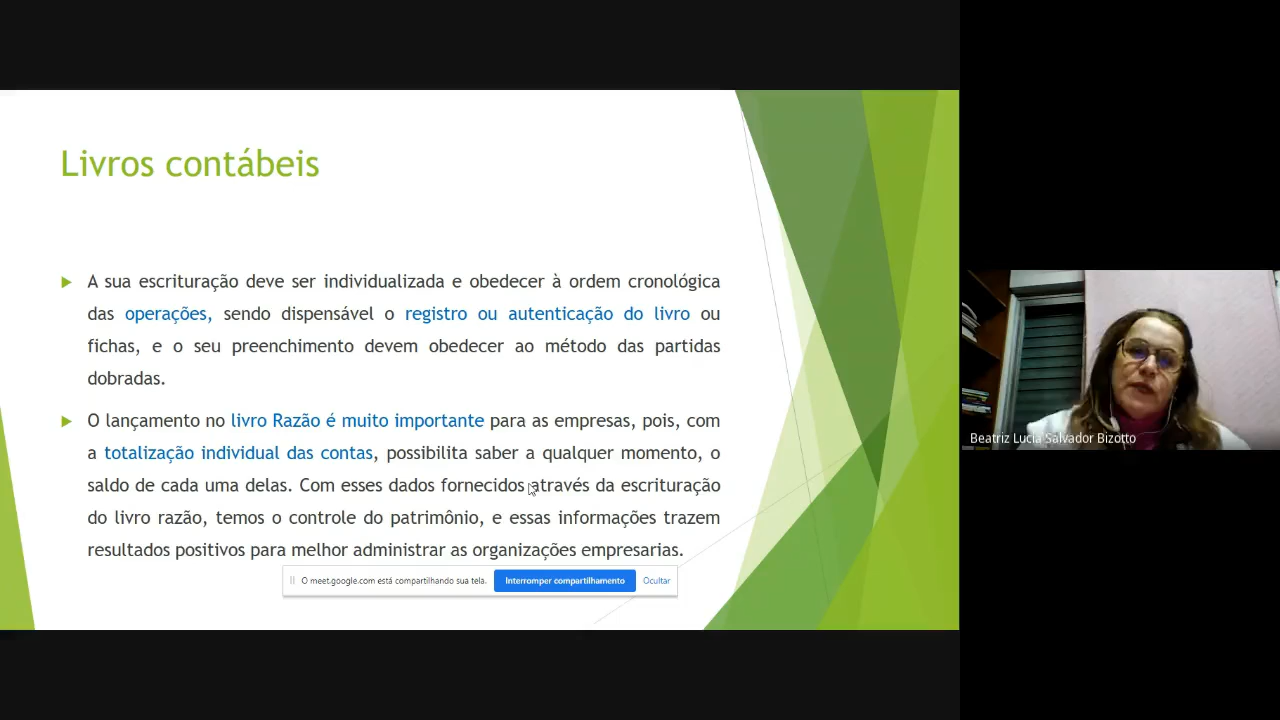 Livros contábeis
A sua escrituração deve ser individualizada e obedecer à ordem cronológica
das operações, sendo dispensável o registro ou autenticação do livro ou
fichas, e o seu preenchimento devem obedecer ao método das partidas
dobradas.
O lançamento no livro Razão é muito importante para as empresas, pois, com
a totalização individual das contas, possibilita saber a qualquer momento, o
saldo de cada uma delas. Com esses dados fornecidos através da escrituração
do livro razão, temos o controle do patrimônio, e essas informações trazem
resultados positivos para melhor administrar as organizações empresarias.
O meet.google.com está compartilhando sua tela. Interromper compartilhamento Ocultar
Beatriz Lucia Salvador Bizotto